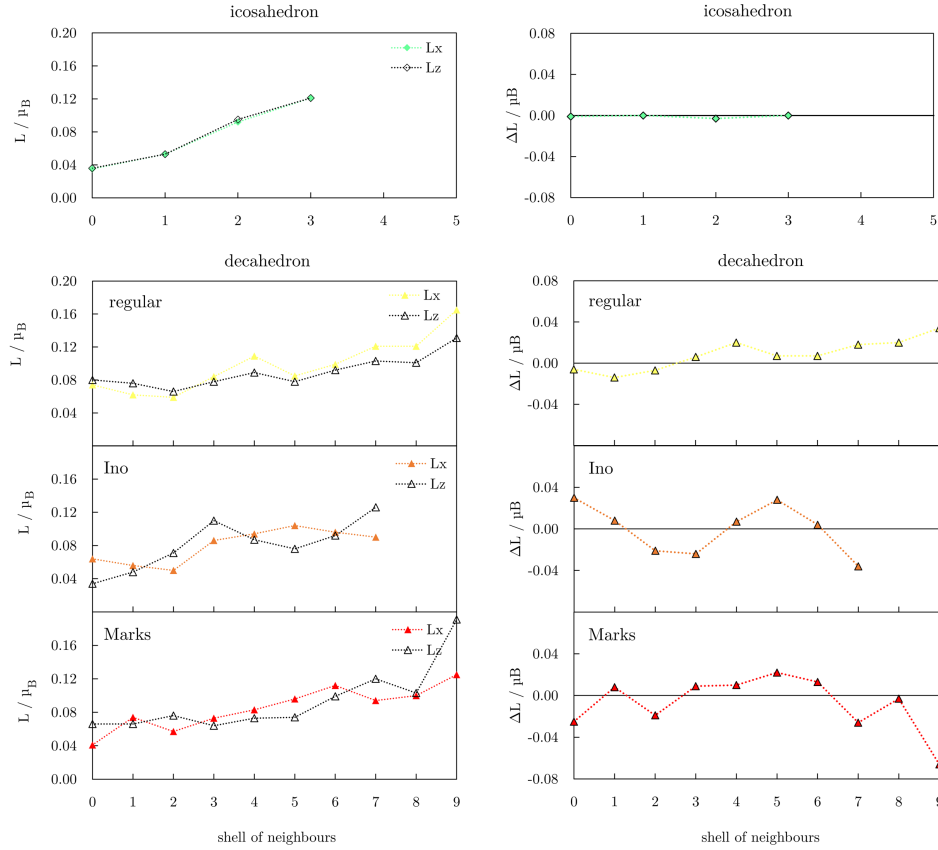 icosahedron
0.20
0.16
0.12
0.08
0.04
0.00
L / μB
Lx
Lz
0 1 2 3 4 5
icosahedron
0.08
0.04
0.00
-0.04
-0.08
ΔL / μB
0 1 2 3 4 5
decahedron
regular
0.20
0.16
0.12
0.08
0.04
L / μB
Lx
Lz
Ino
0.16
0.12
0.08
0.04
L / μB
Lx
Lz
Marks
0.16
0.12
0.08
0.04
0.00
L / μB
Lx
Lz
0 1 2 3 4 5 6 7 8 9
shell of neighbours
decahedron
regular
0.08
0.04
0.00
-0.04
ΔL / μB
Ino
0.04
0.00
-0.04
ΔL / μB
Marks
0.04
0.00
-0.04
-0.08
ΔL / μB
0 1 2 3 4 5 6 7 8 9
shell of neighbours